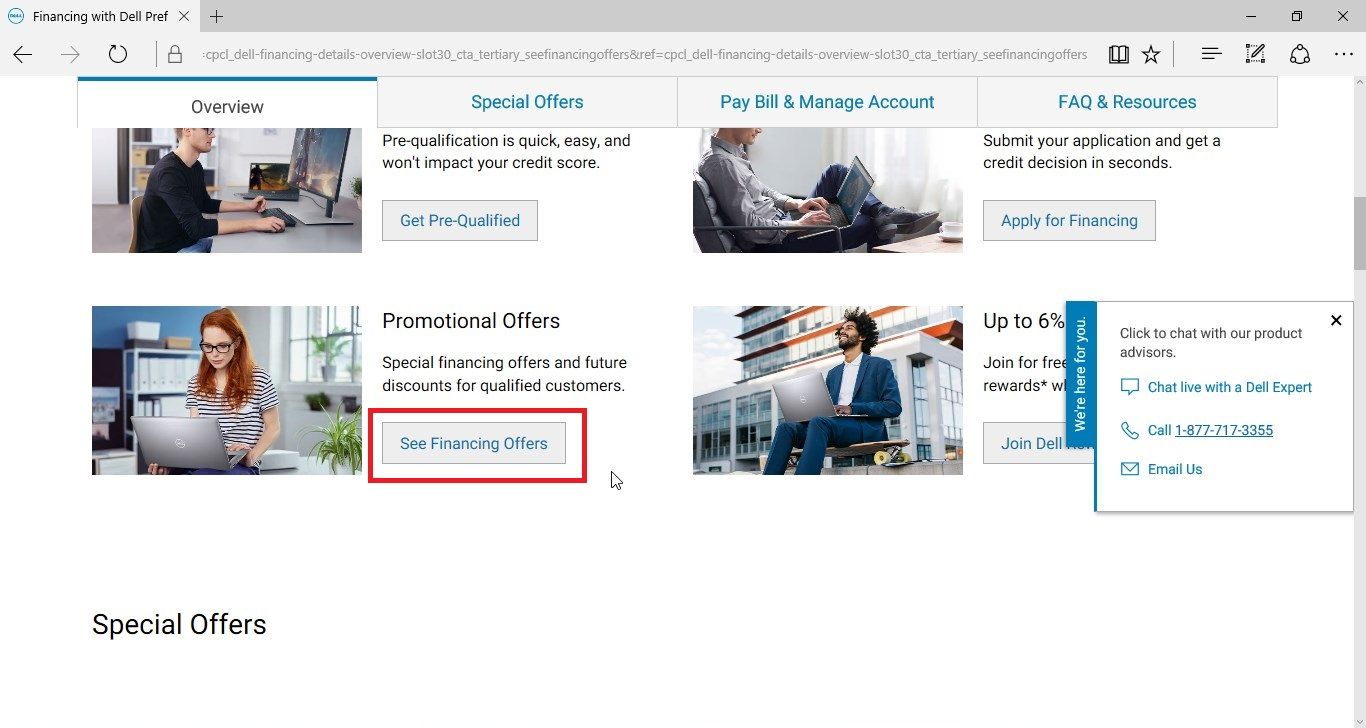 Financing with Dell Pref
:cpcl_dell-financing-details-overview-slot30_cta_tertiary_seefinancingoffers&ref=cpcl_dell-financing-details-overview-slot30_cta_tertiary_seefinancingoffers
Overview
Special Offers
Pay Bill & Manage Account
FAQ & Resources
Pre-qualification is quick, easy, and
won't impact your credit score.
Get Pre-Qualified
Submit your application and get a
credit decision in seconds.
Apply for Financing
Promotional Offers
Special financing offers and future
discounts for qualified customers.
See Financing Offers
Up to 6%
Join for free
rewards*
Join Dell
We're here for you.
Click to chat with our product
advisors.
Chat live with a Dell Expert
Call 1-877-717-3355
Email Us
Special Offers